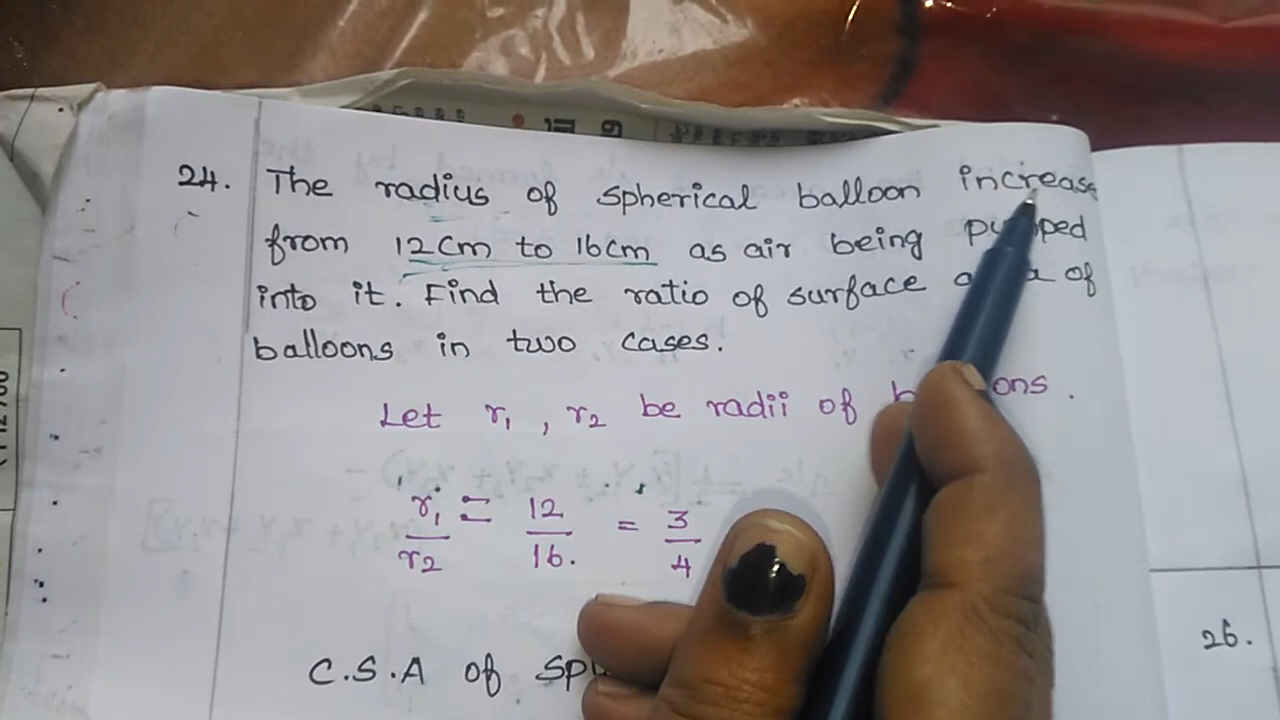 24. The radius of spherical balloon increase
from 12cm to 16cm as air being pumped
into it. Find the ratio of surface of
balloons in two cases.
Let r₁, r₂ be radii of
r₁/r₂ = 12/16. = 3/4
C.S.A of
26.